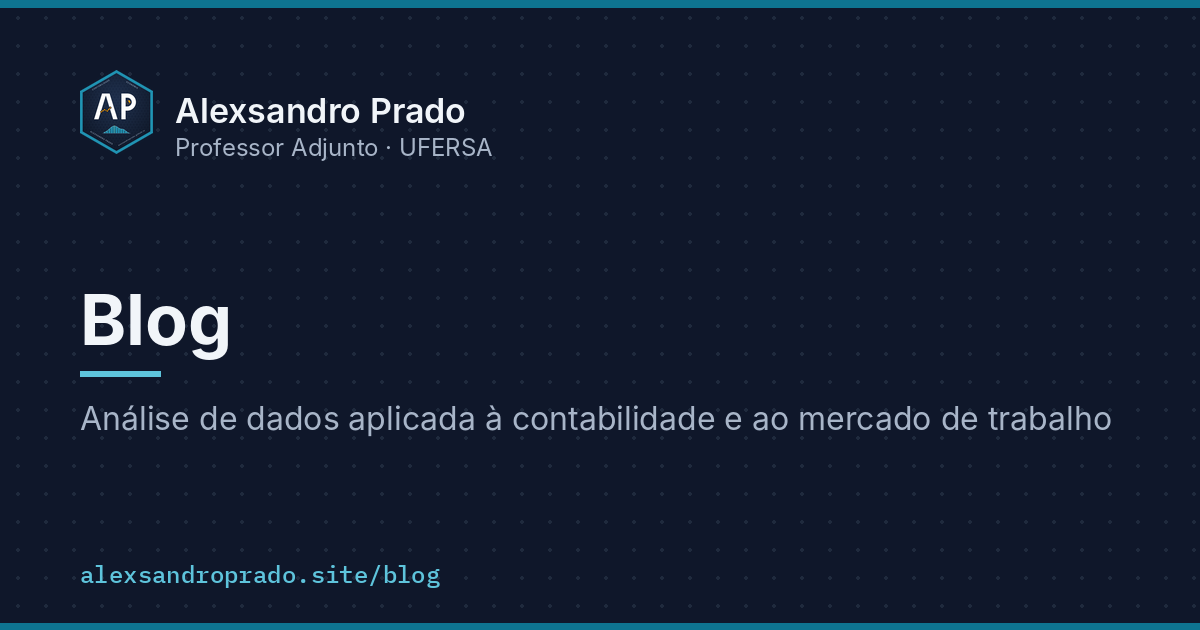 AP
Alexsandro Prado
Professor Adjunto · UFERSA
Blog
Análise de dados aplicada à contabilidade e ao mercado de trabalho
alexsandroprado.site/blog